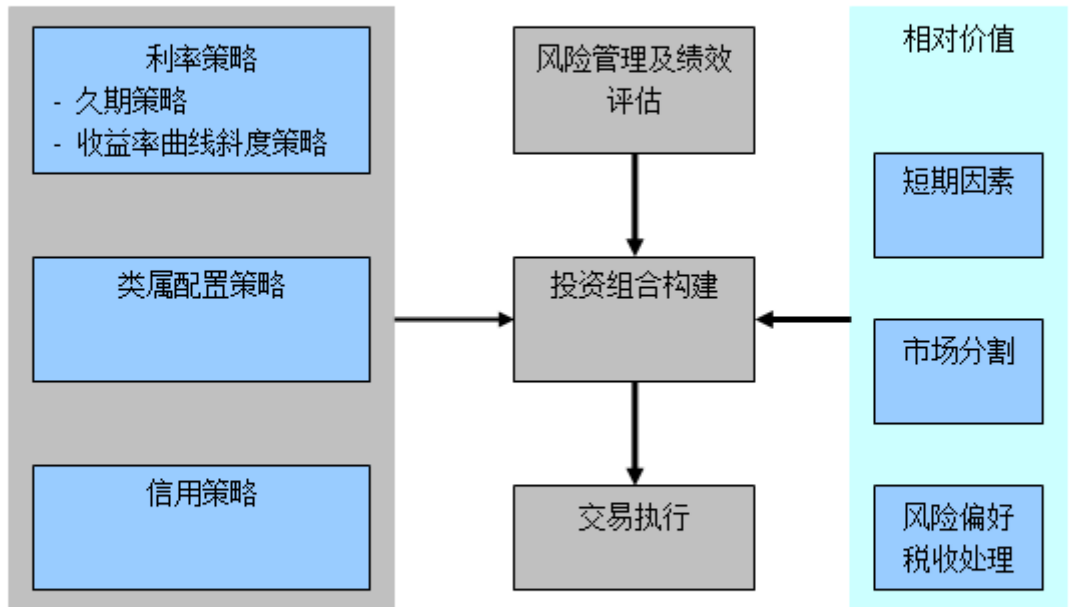 利率策略
- 久期策略
- 收益率曲线斜度策略
类属配置策略
信用策略
风险管理及绩效
评估
投资组合构建
交易执行
相对价值
短期因素
市场分割
风险偏好
税收处理